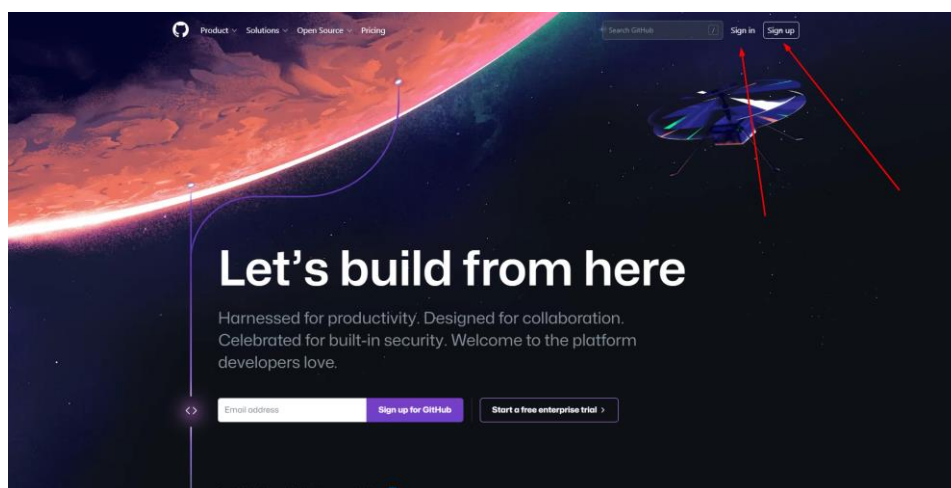 Product Solutions Open Source Pricing Search GitHub / Sign in Sign up
Let's build from here
Harnessed for productivity. Designed for collaboration.
Celebrated for built-in security. Welcome to the platform
developers love.
Email address Sign up for GitHub Start a free enterprise trial >